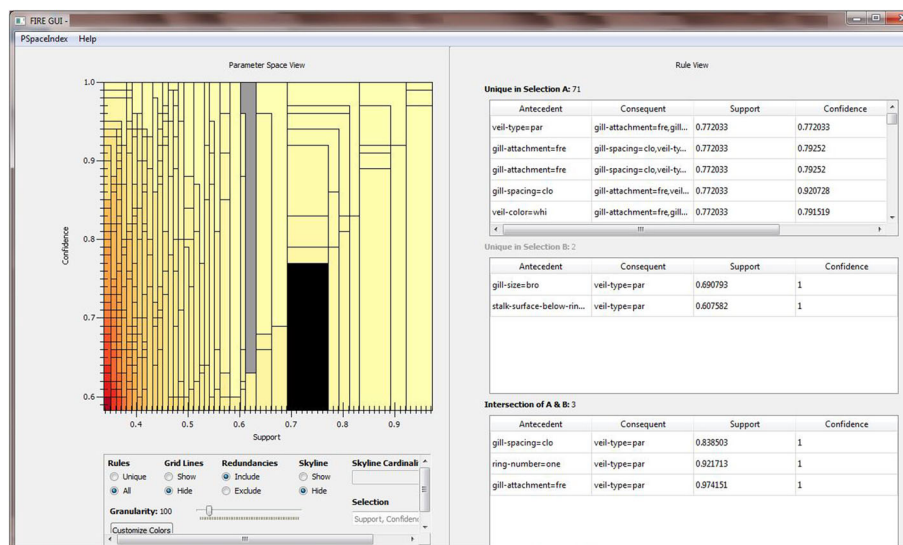 FIRE GUI -
PSpaceIndex Help
Parameter Space View
1.0
0.9
0.8
0.7
0.6
Confidence
0.4 0.5 0.6 0.7 0.8 0.9
Support
Rules Grid Lines Redundancies Skyline Skyline Cardinali
Unique Show Include Show
All Hide Exclude Hide
Selection
Granularity: 100
Support, Confidenc
Customize Colors
Rule View
Unique in Selection A: 71
Antecedent Consequent Support Confidence
veil-type=par gill-attachment=fre,gill... 0.772033 0.772033
gill-attachment=fre gill-spacing=clo,veil-ty... 0.772033 0.79252
gill-attachment=fre gill-spacing=clo,veil-ty... 0.772033 0.79252
gill-spacing=clo gill-attachment=fre,veil... 0.772033 0.920728
veil-color=whi gill-attachment=fre,gill... 0.772033 0.791519
Unique in Selection B: 2
Antecedent Consequent Support Confidence
gill-size=bro veil-type=par 0.690793 1
stalk-surface-below-rin... veil-type=par 0.607582 1
Intersection of A & B: 3
Antecedent Consequent Support Confidence
gill-spacing=clo veil-type=par 0.838503 1
ring-number=one veil-type=par 0.921713 1
gill-attachment=fre veil-type=par 0.974151 1